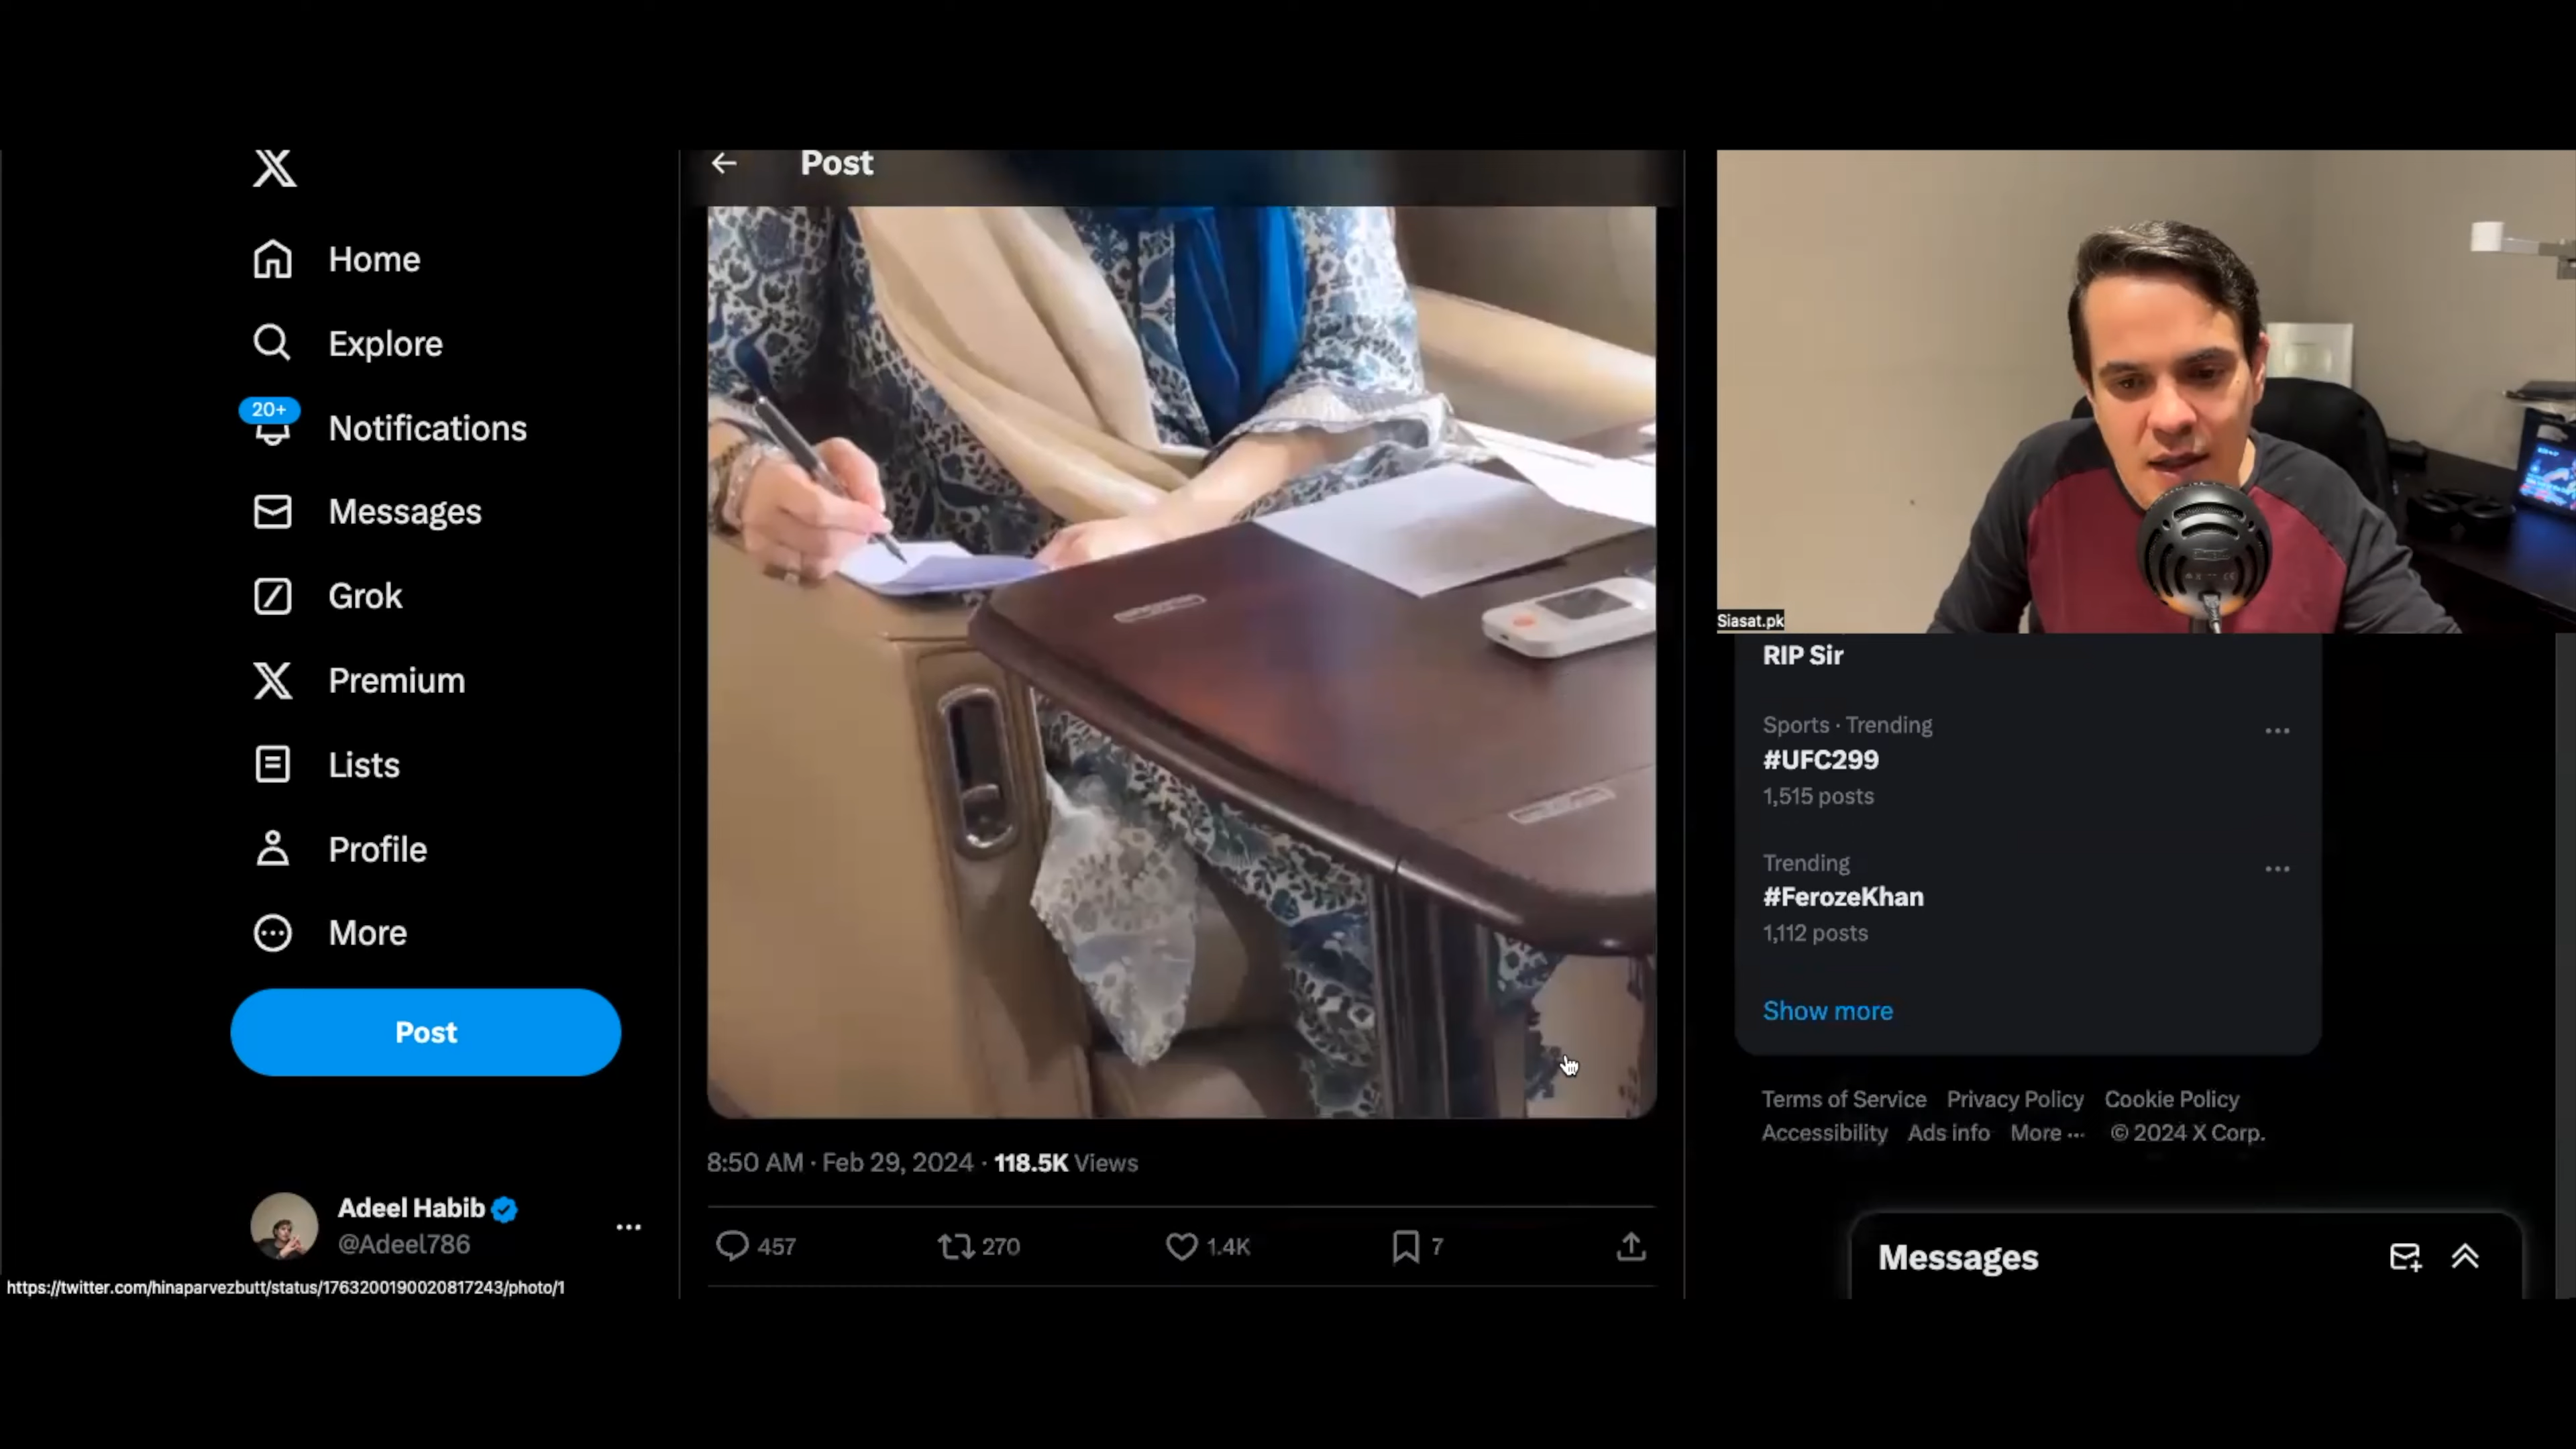 Home
Explore
20+
Notifications
Messages
Grok
Premium
Lists
Profile
More
Post
Adeel Habib
@Adeel786
https://twitter.com/hinaparvezbutt/status/1763200190020817243/photo/1
Post
8:50 AM · Feb 29, 2024 · 118.5K Views
457 270 1.4K 7
Siasat.pk
RIP Sir
Sports · Trending
#UFC299
1,515 posts
Trending
#FerozeKhan
1,112 posts
Show more
Terms of Service Privacy Policy Cookie Policy
Accessibility Ads info More ··· © 2024 X Corp.
Messages